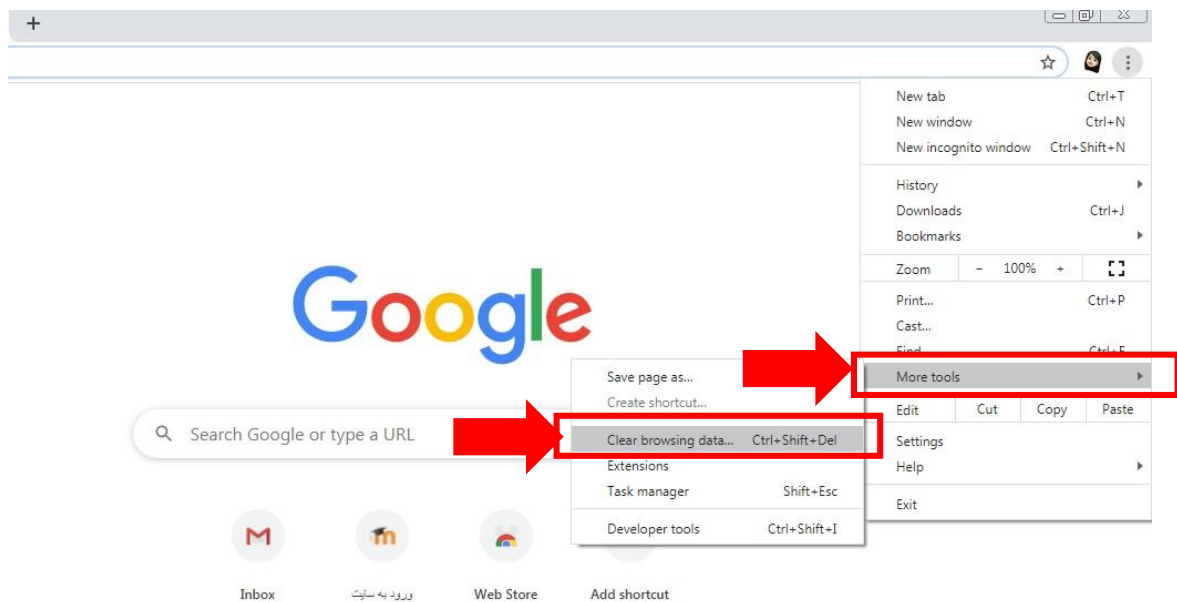 +
New tab Ctrl+T
New window Ctrl+N
New incognito window Ctrl+Shift+N
History
Downloads Ctrl+J
Bookmarks
Zoom - 100% +
Print... Ctrl+P
Cast...
Find... Ctrl+F
More tools
Edit Cut Copy Paste
Settings
Help
Exit
Google
Search Google or type a URL
Save page as...
Create shortcut...
Clear browsing data... Ctrl+Shift+Del
Extensions
Task manager Shift+Esc
Developer tools Ctrl+Shift+I
Inbox
ورود به سایت
Web Store
Add shortcut